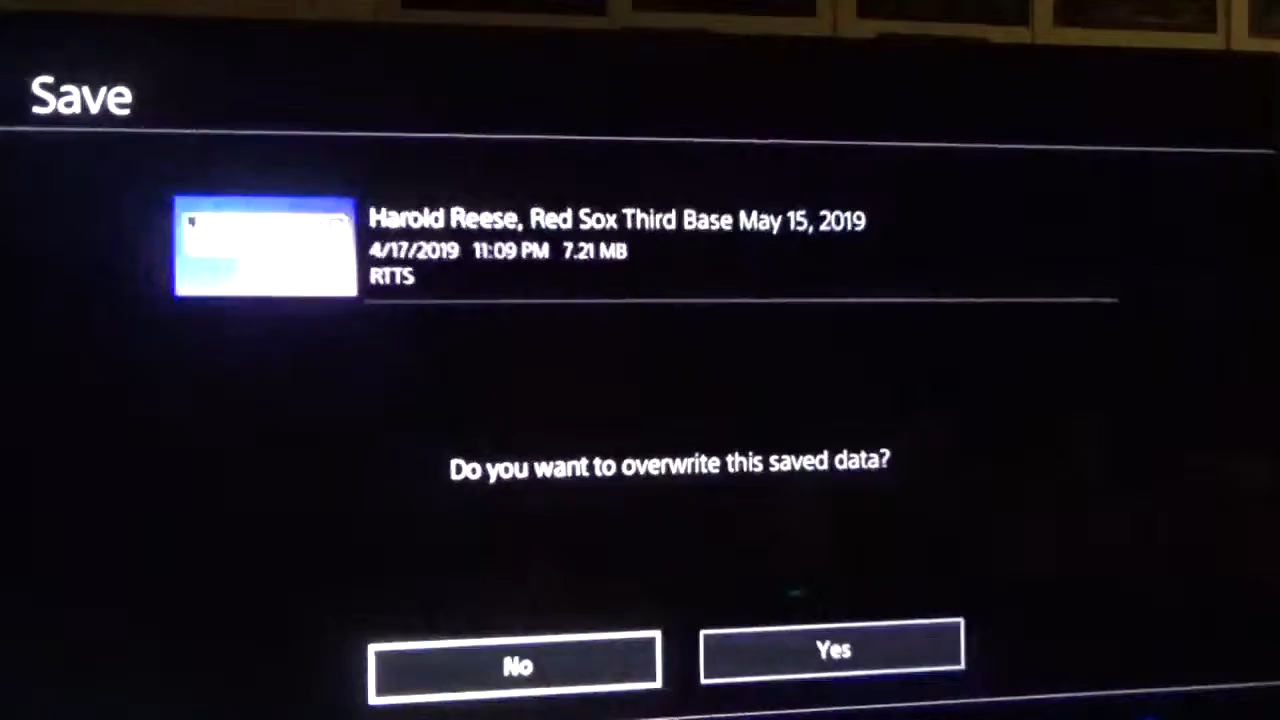 Save
Harold Reese, Red Sox Third Base May 15, 2019
4/17/2019 11:09 PM 7.21 MB
RTTS
Do you want to overwrite this saved data?
No
Yes